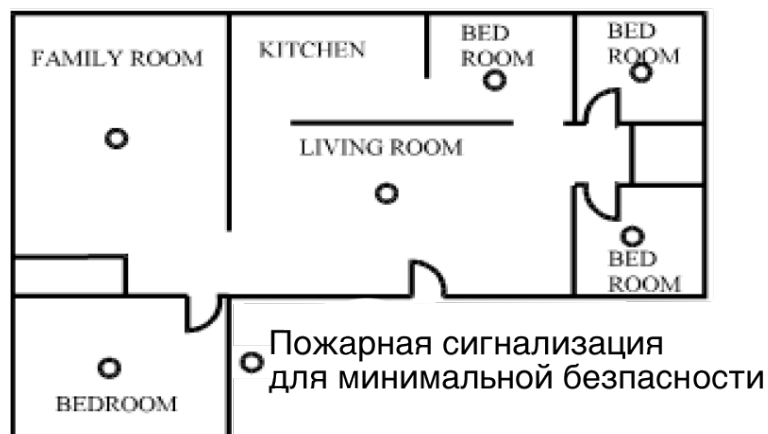 FAMILY ROOM
KITCHEN
BED
ROOM
BED
ROOM
LIVING ROOM
BED
ROOM
BEDROOM
Пожарная сигнализация
для минимальной безпасности